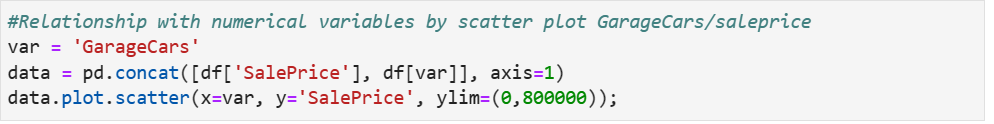 #Relationship with numerical variables by scatter plot GarageCars/saleprice
var = 'GarageCars'
data = pd.concat([df['SalePrice'], df[var]], axis=1)
data.plot.scatter(x=var, y='SalePrice', ylim=(0,800000));